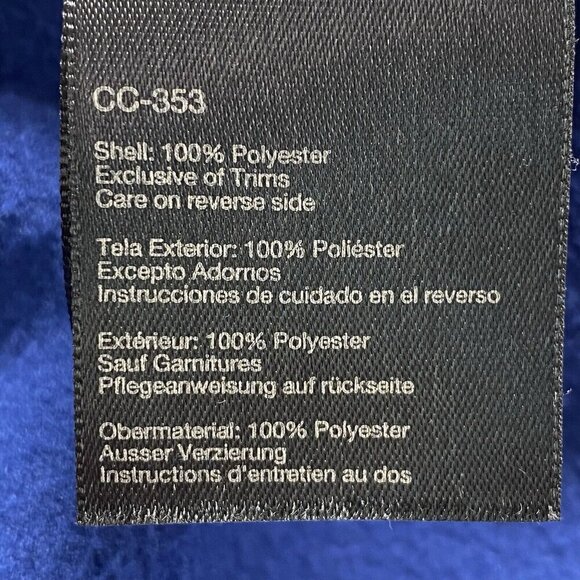 CC-353
Shell: 100% Polyester
Exclusive of Trims
Care on reverse side
Tela Exterior: 100% Poliéster
Excepto Adornos
Instrucciones de cuidado en el reverso
Extérieur: 100% Polyester
Sauf Garnitures
Pflegeanweisung auf rückseite
Obermaterial: 100% Polyester
Ausser Verzierung
Instructions d'entretien au dos